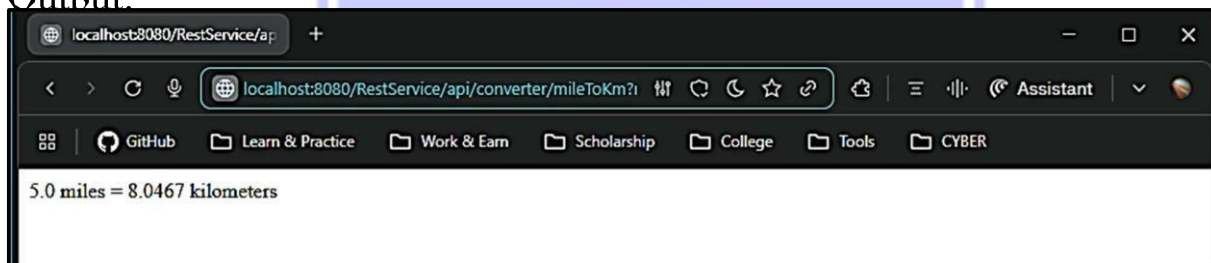 Output:
localhost:8080/RestService/ap
localhost:8080/RestService/api/converter/mileToKm? Assistant
GitHub Learn & Practice Work & Earn Scholarship College Tools CYBER
5.0 miles = 8.0467 kilometers